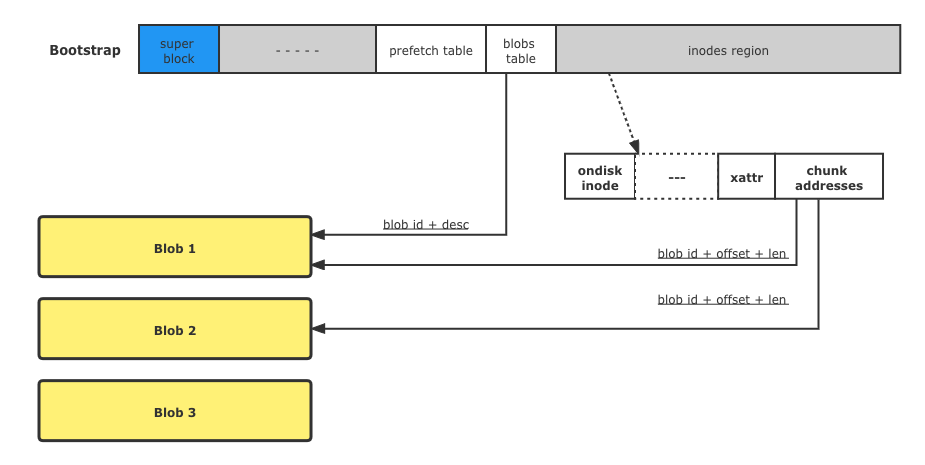 Bootstrap
super
block
- - - - -
prefetch table
blobs
table
inodes region
ondisk
inode
---
xattr
chunk
addresses
blob id + desc
Blob 1
blob id + offset + len
blob id + offset + len
Blob 2
Blob 3